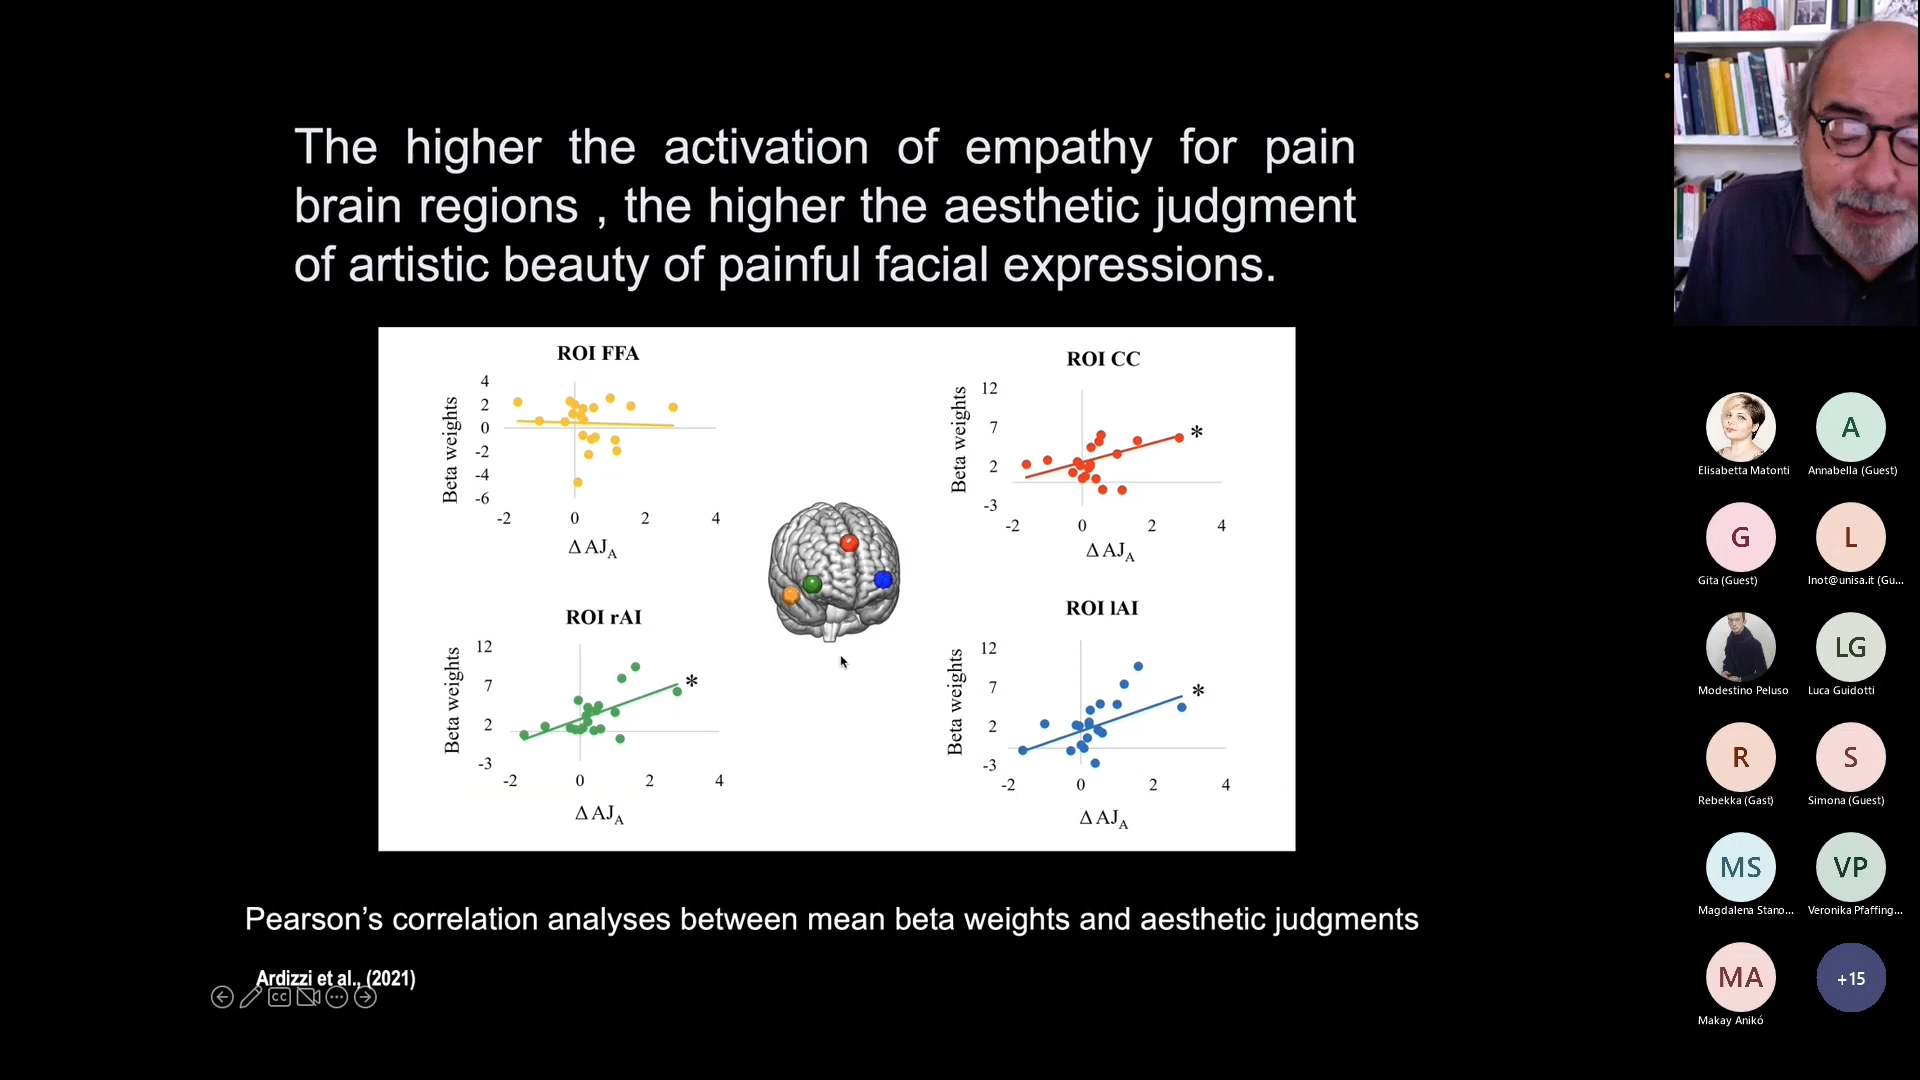 The higher the activation of empathy for pain
brain regions , the higher the aesthetic judgment
of artistic beauty of painful facial expressions.
ROI FFA
Beta weights
4
2
0
-2
-4
-6
-2 0 2 4
Δ AJA
ROI CC
Beta weights
12
7
2
-3
*
-2 0 2 4
Δ AJA
ROI rAI
Beta weights
12
7
2
-3
*
-2 0 2 4
Δ AJA
ROI lAI
Beta weights
12
7
2
-3
*
-2 0 2 4
Δ AJA
Pearson’s correlation analyses between mean beta weights and aesthetic judgments
Ardizzi et al., (2021)
CC
Elisabetta Matonti
A
Annabella (Guest)
G
Gita (Guest)
L
lnot@unisa.it (Gu...
Modestino Peluso
LG
Luca Guidotti
R
Rebekka (Gast)
S
Simona (Guest)
MS
Magdalena Stano...
VP
Veronika Pfaffing...
MA
Makay Anikó
+15